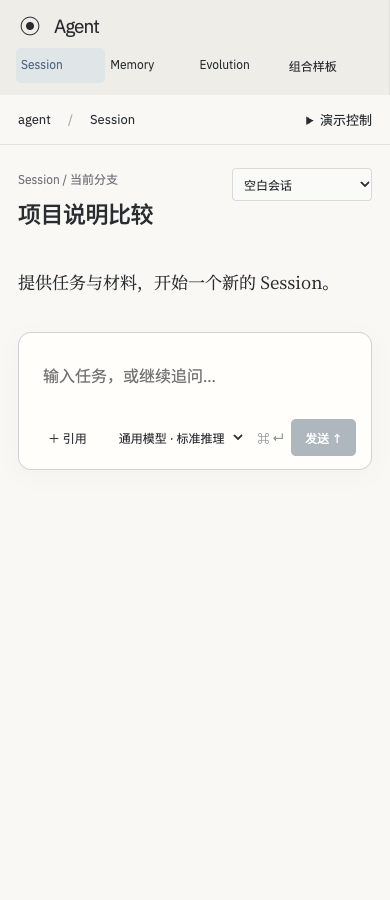 Agent
Session Memory Evolution 组合样板
agent / Session ▶ 演示控制
Session / 当前分支
空白会话
项目说明比较
提供任务与材料，开始一个新的 Session。
输入任务，或继续追问…
＋ 引用 通用模型 · 标准推理 ⌘ ↵ 发送 ↑